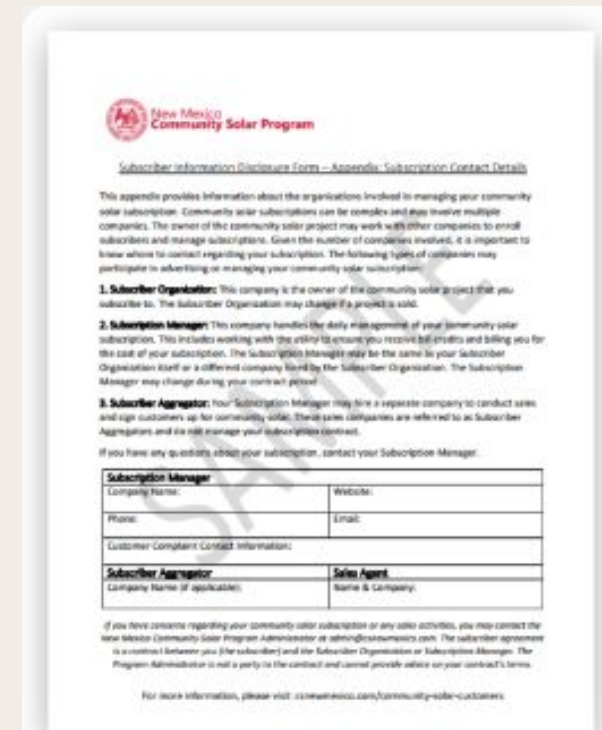 New Mexico
Community Solar Program
Subscriber Information Disclosure Form – Appendix: Subscription Contact Details
This appendix provides information about the organizations involved in managing your community
solar subscription. Community solar subscriptions can be complex and may involve multiple
companies. The owner of the community solar project may work with other companies to enroll
subscribers and manage subscriptions. Given the number of companies involved, it is important to
know whom to contact regarding your subscription. The following types of companies may
participate in advertising or managing your community solar subscription:
1. Subscriber Organization: This company is the owner of the community solar project that you
subscribe to. The Subscriber Organization may change if a project is sold.
2. Subscription Manager: This company handles the daily management of your community solar
subscription. This includes working with the utility to ensure you receive bill credits and billing you for
the cost of your subscription. The Subscription Manager may be the same as your Subscriber
Organization itself or a different company hired by the Subscriber Organization. The Subscription
Manager may change during your contract period
3. Subscriber Aggregator: Your Subscription Manager may hire a separate company to conduct sales
and sign customers up for community solar. These sales companies are referred to as Subscriber
Aggregators and do not manage your subscription contract.
If you have any questions about your subscription, contact your Subscription Manager.
Subscription Manager
Company Name: Website:
Phone: Email:
Customer Complaint Contact Information:
Subscriber Aggregator Sales Agent
Company Name (if applicable): Name & Company:
If you have concerns regarding your community solar subscription or any sales activities, you may contact the
New Mexico Community Solar Program Administrator at admin@csnewmexico.com. The subscriber agreement
is a contract between you (the subscriber) and the Subscriber Organization or Subscription Manager. The
Program Administrator is not a party to the contract and cannot provide advice on your contract's terms.
For more information, please visit: csnewmexico.com/community-solar-customers
SAMPLE